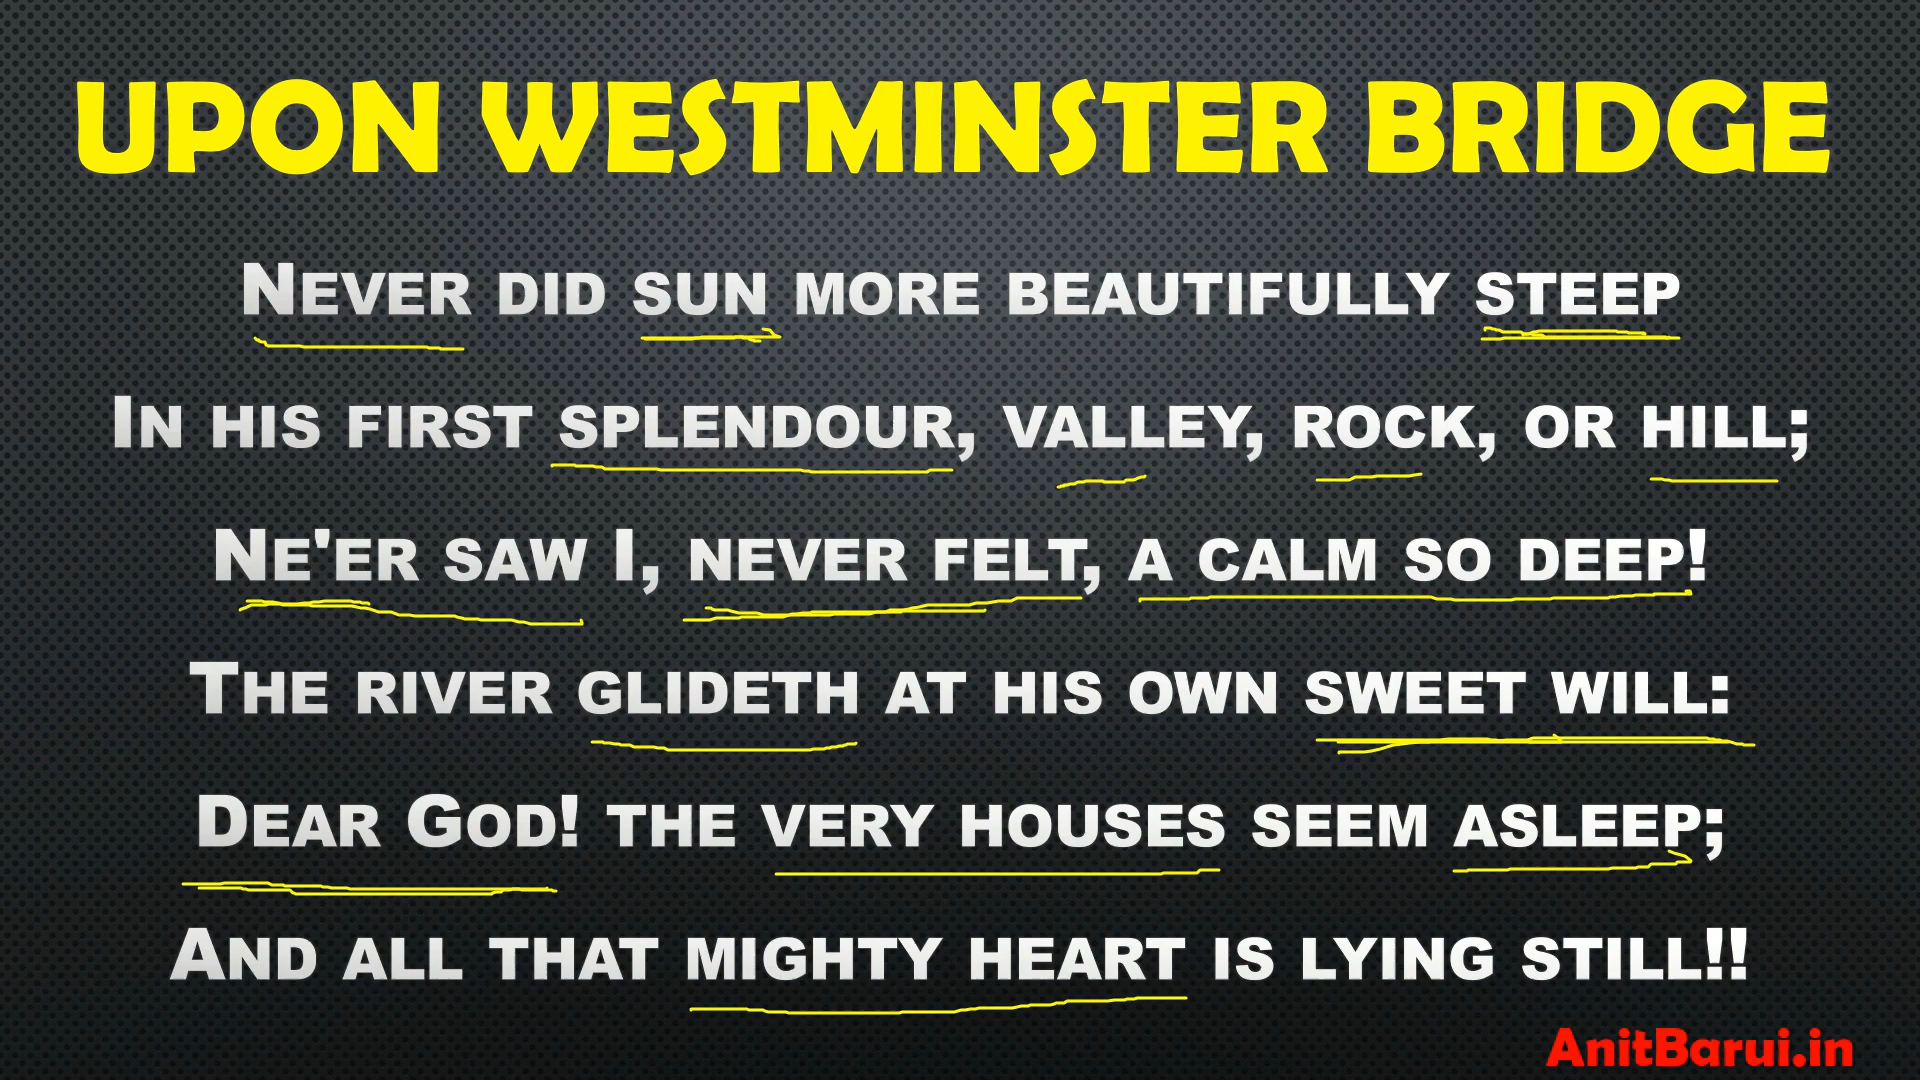 UPON WESTMINSTER BRIDGE
Never did sun more beautifully steep
In his first splendour, valley, rock, or hill;
Ne'er saw I, never felt, a calm so deep!
The river glideth at his own sweet will:
Dear God! the very houses seem asleep;
And all that mighty heart is lying still!!
AnitBarui.in